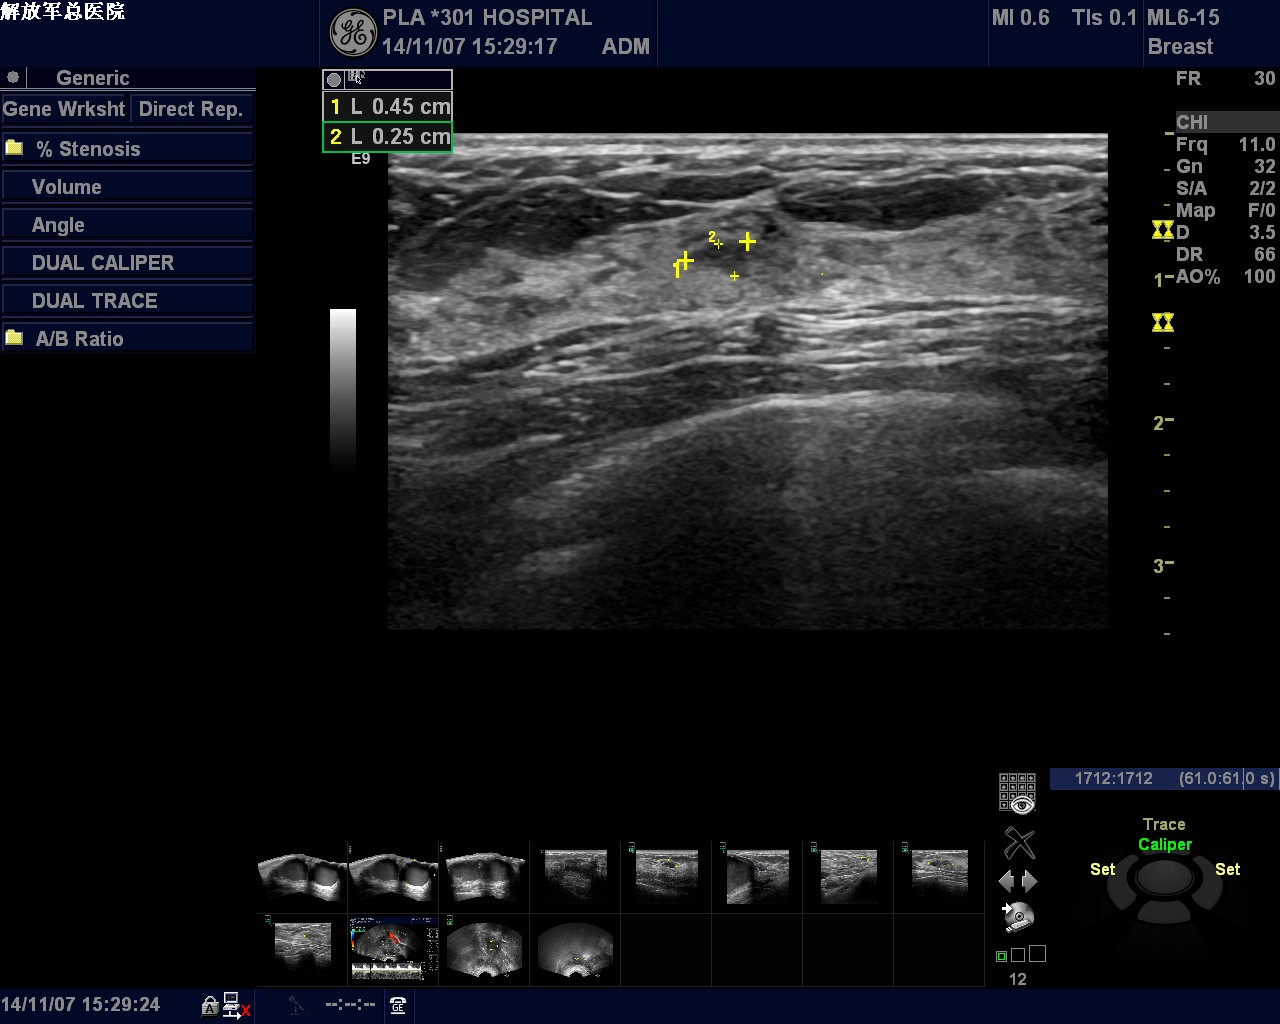 解放军总医院
PLA *301 HOSPITAL
14/11/07 15:29:17 ADM
MI 0.6 TIs 0.1
ML6-15
Breast
Generic
Gene Wrksht Direct Rep.
% Stenosis
Volume
Angle
DUAL CALIPER
DUAL TRACE
A/B Ratio
1 L 0.45 cm
2 L 0.25 cm
E9
2
1
FR 30
CHI
Frq 11.0
Gn 32
S/A 2/2
Map F/0
D 3.5
DR 66
AO% 100
1
2
3
1712:1712 (61.0:61.0 s)
Trace
Caliper
Set Set
12
14/11/07 15:29:24
A
X
--:--:--
GE